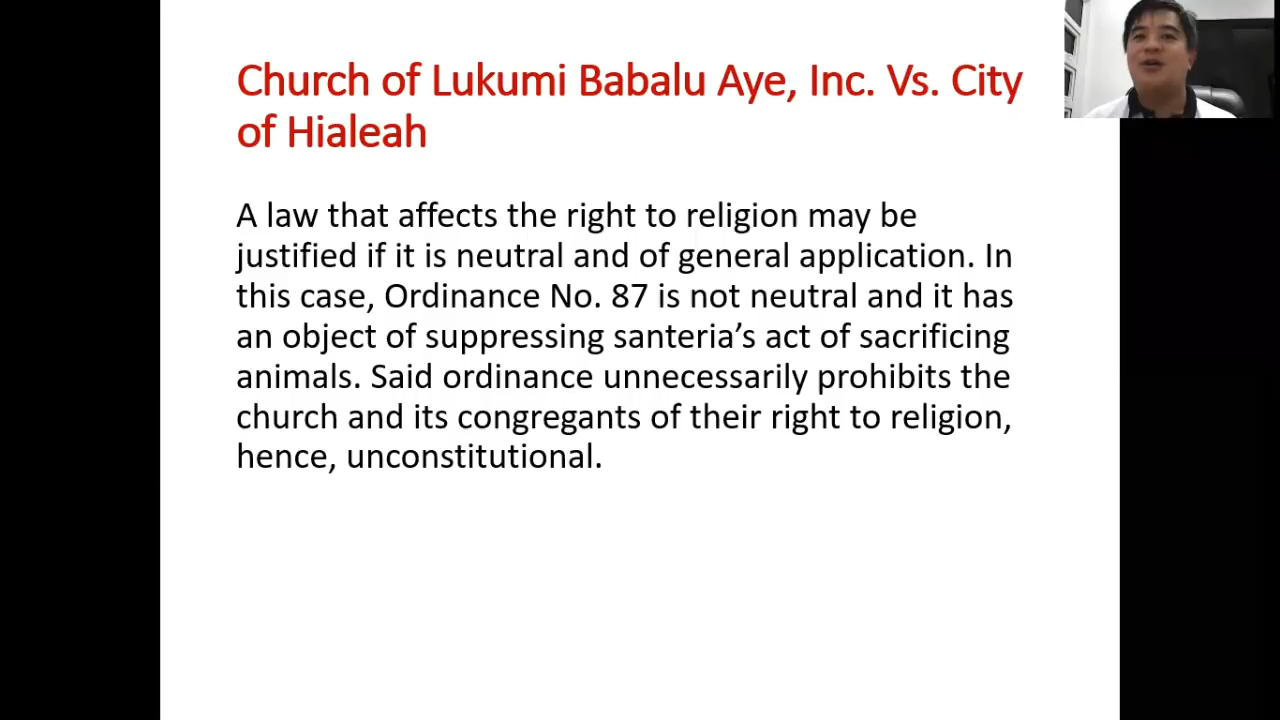 Church of Lukumi Babalu Aye, Inc. Vs. City
of Hialeah
A law that affects the right to religion may be
justified if it is neutral and of general application. In
this case, Ordinance No. 87 is not neutral and it has
an object of suppressing santeria’s act of sacrificing
animals. Said ordinance unnecessarily prohibits the
church and its congregants of their right to religion,
hence, unconstitutional.